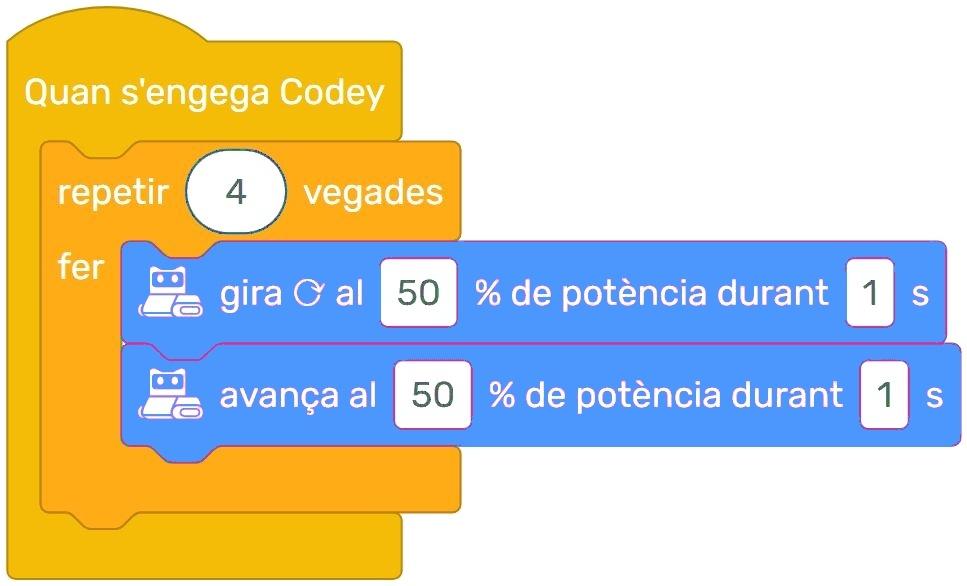 Quan s'engega Codey
repetir 4 vegades
fer
gira al 50 % de potència durant 1 s
avança al 50 % de potència durant 1 s